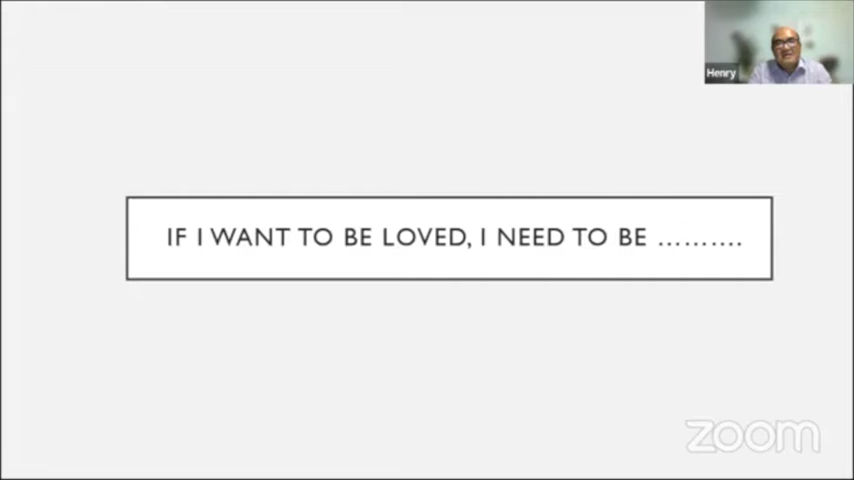 Henry
IF I WANT TO BE LOVED, I NEED TO BE ..........
zoom